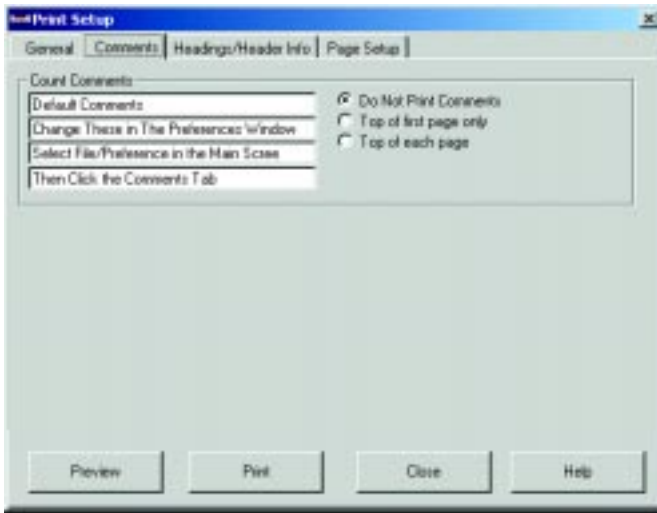 Print Setup
General Comments Headings/Header Info Page Setup
Count Comments
Default Comments
Change These in The Preferences Window
Select File/Preference in the Main Scree
Then Click the Comments Tab
Do Not Print Comments
Top of first page only
Top of each page
Preview Print Close Help